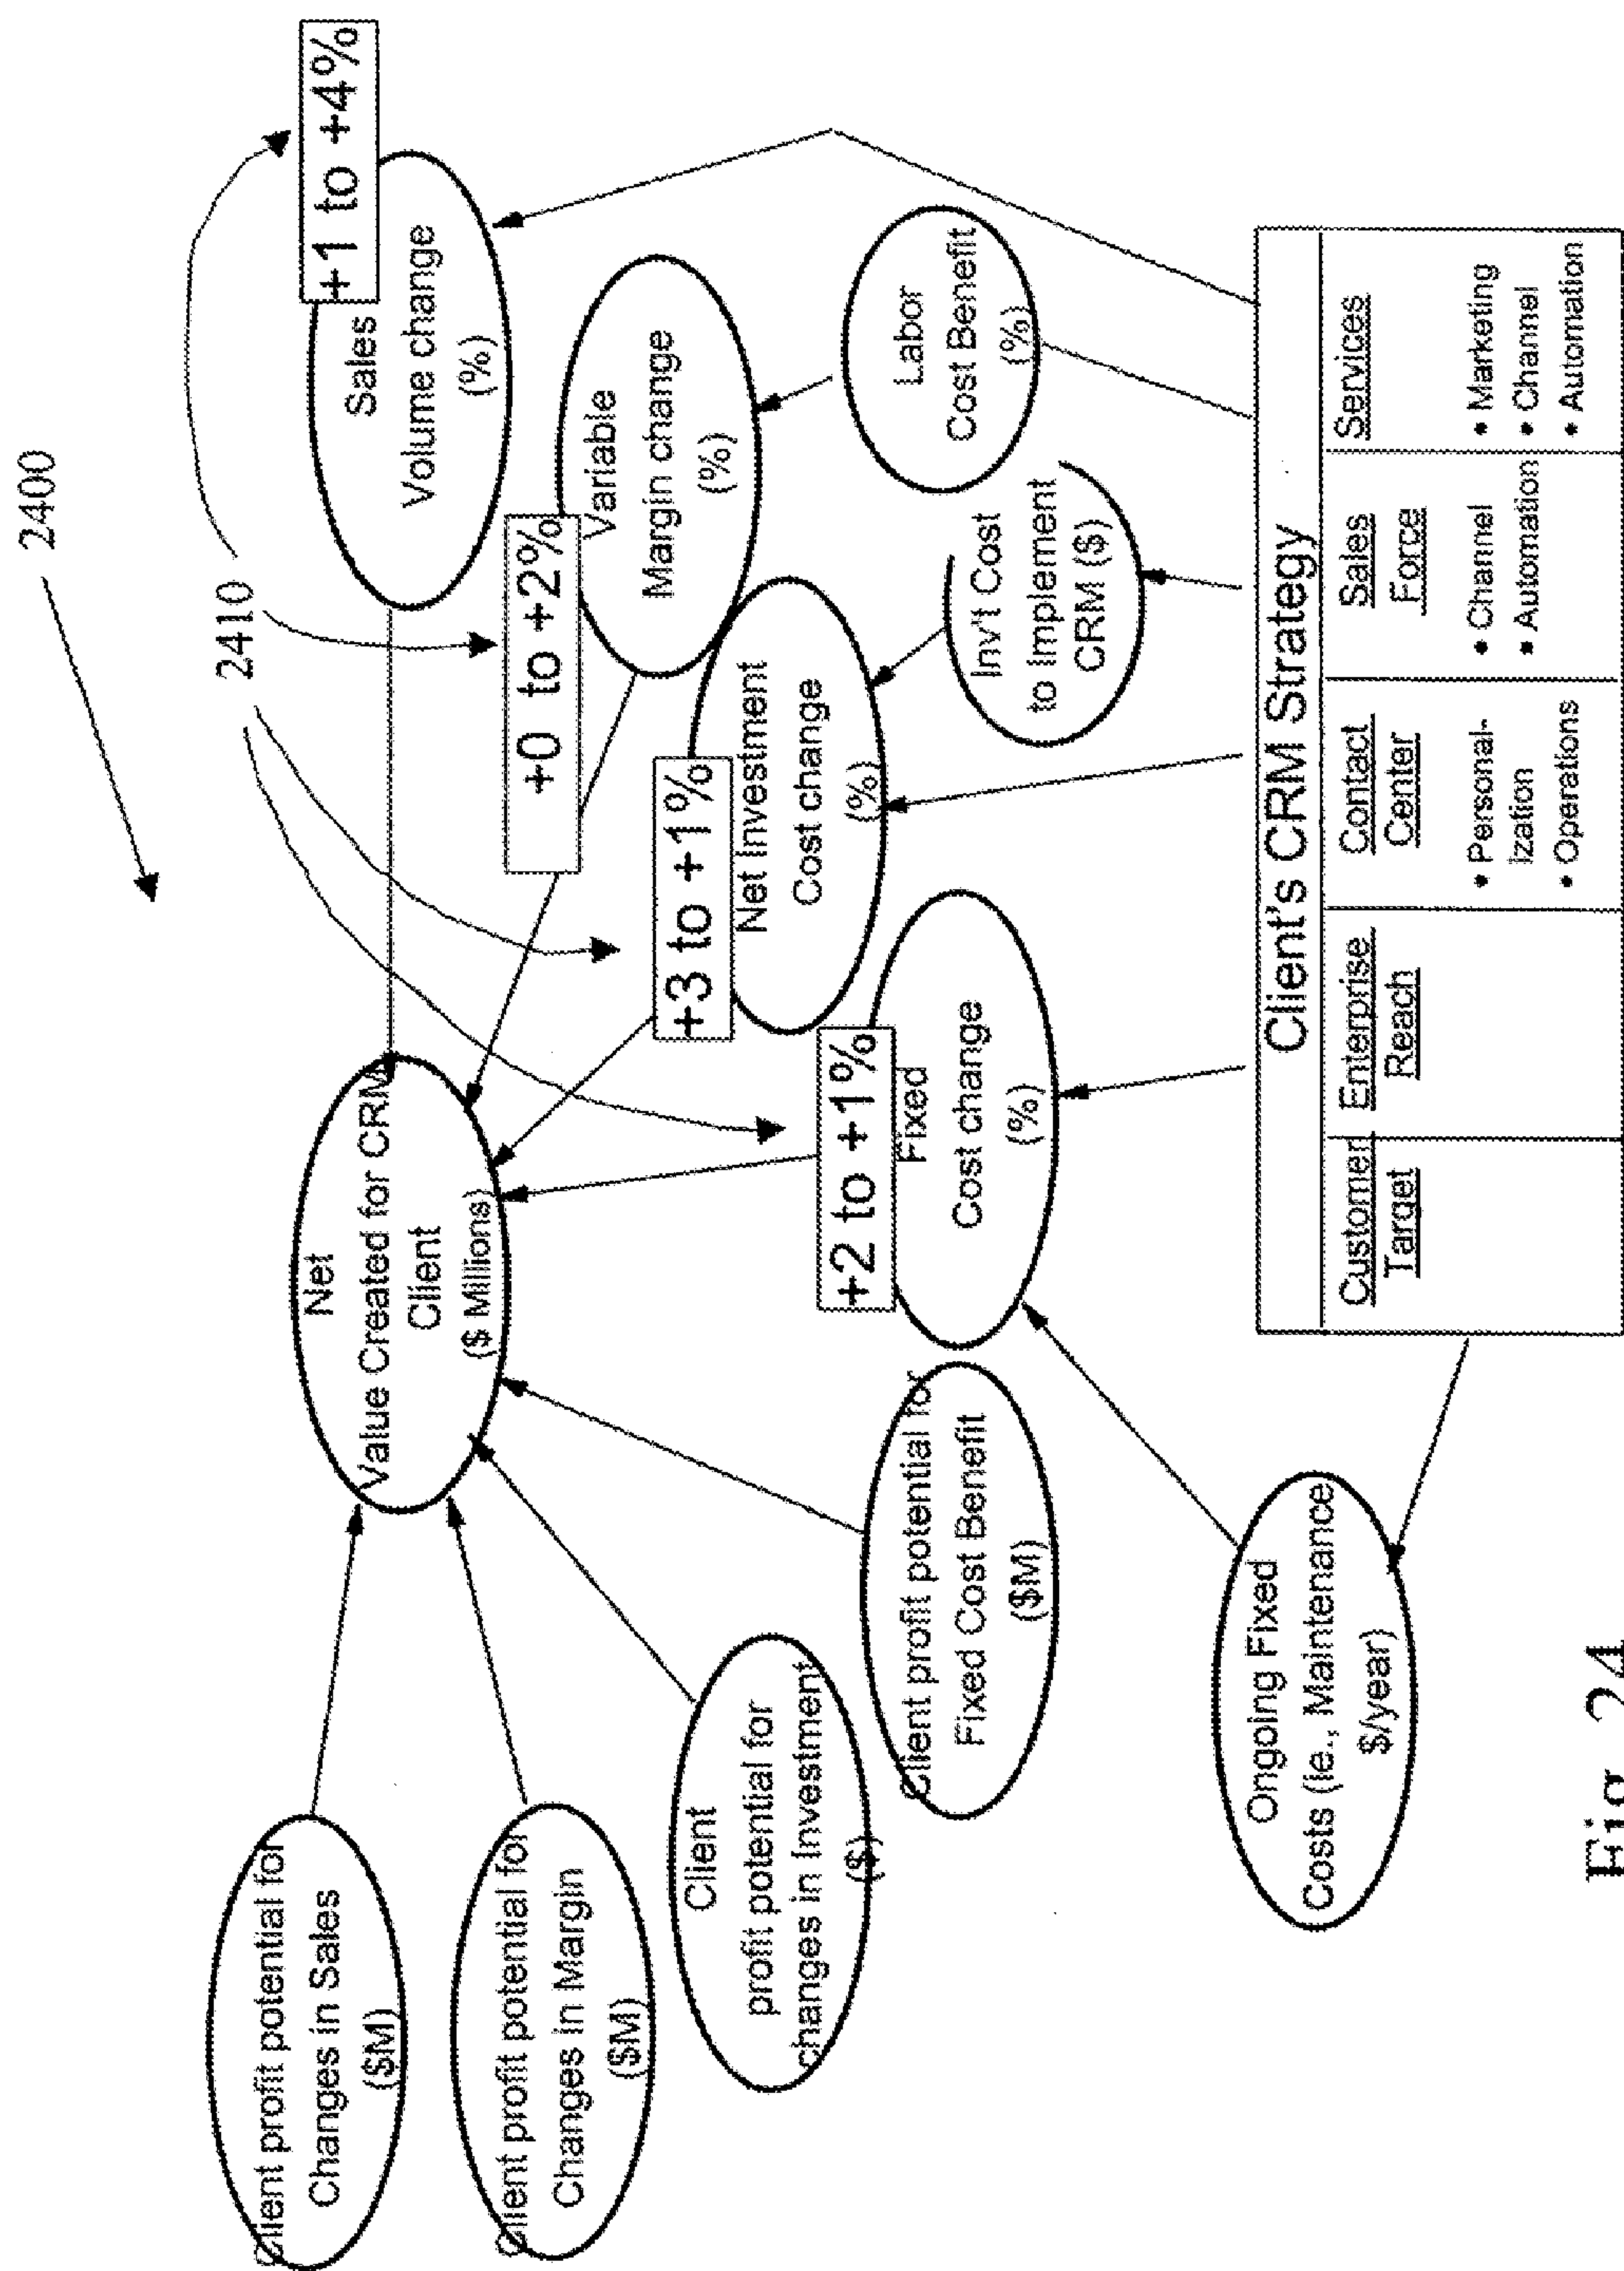 2400
2410
Client profit potential for
Changes in Sales
($M)
Client profit potential for
Changes in Margin
($M)
Client
profit potential for
changes in Investment
($)
Client profit potential for
Fixed Cost Benefit
($M)
Ongoing Fixed
Costs (ie., Maintenance
$/year)
Net
Value Created for CRM
Client
($ Millions)
+1 to +4%
Sales
Volume change
(%)
+0 to +2%
Variable
Margin change
(%)
+3 to +1%
Net Investment
Cost change
(%)
+2 to +1%
Fixed
Cost change
(%)
Labor
Cost Benefit
(%)
Inv't Cost
to Implement
CRM ($)
Client's CRM Strategy
Customer
Target
Enterprise
Reach
Contact
Center
• Personal-
ization
• Operations
Sales
Force
• Channel
• Automation
Services
• Marketing
• Channel
• Automation
Fig. 24